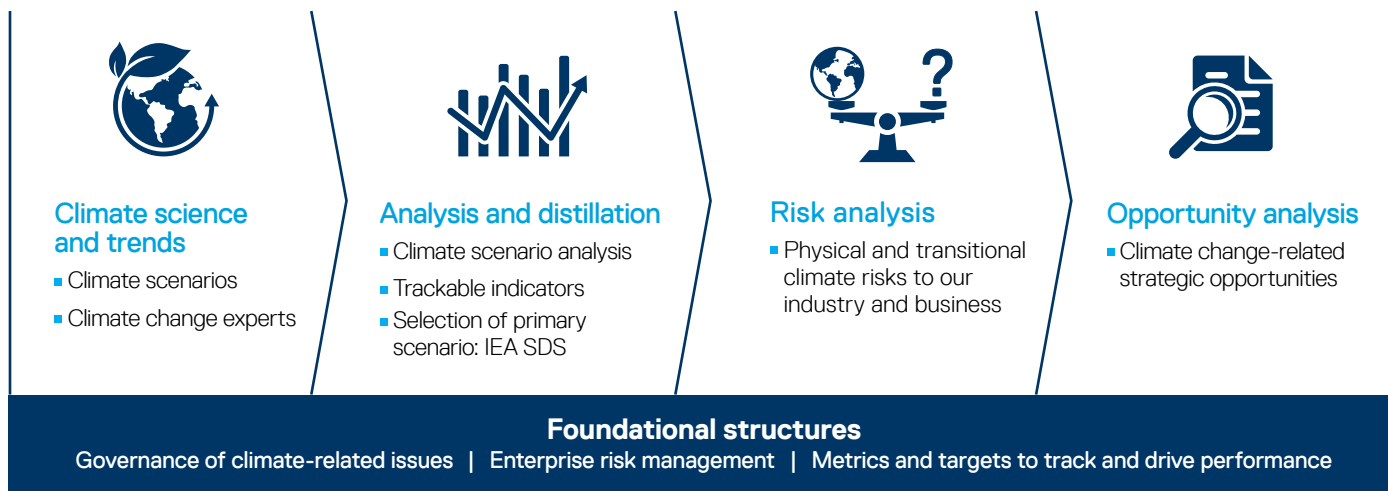 Climate science
and trends
▪ Climate scenarios
▪ Climate change experts
Analysis and distillation
▪ Climate scenario analysis
▪ Trackable indicators
▪ Selection of primary
scenario: IEA SDS
Risk analysis
▪ Physical and transitional
climate risks to our
industry and business
Opportunity analysis
▪ Climate change-related
strategic opportunities
Foundational structures
Governance of climate-related issues | Enterprise risk management | Metrics and targets to track and drive performance